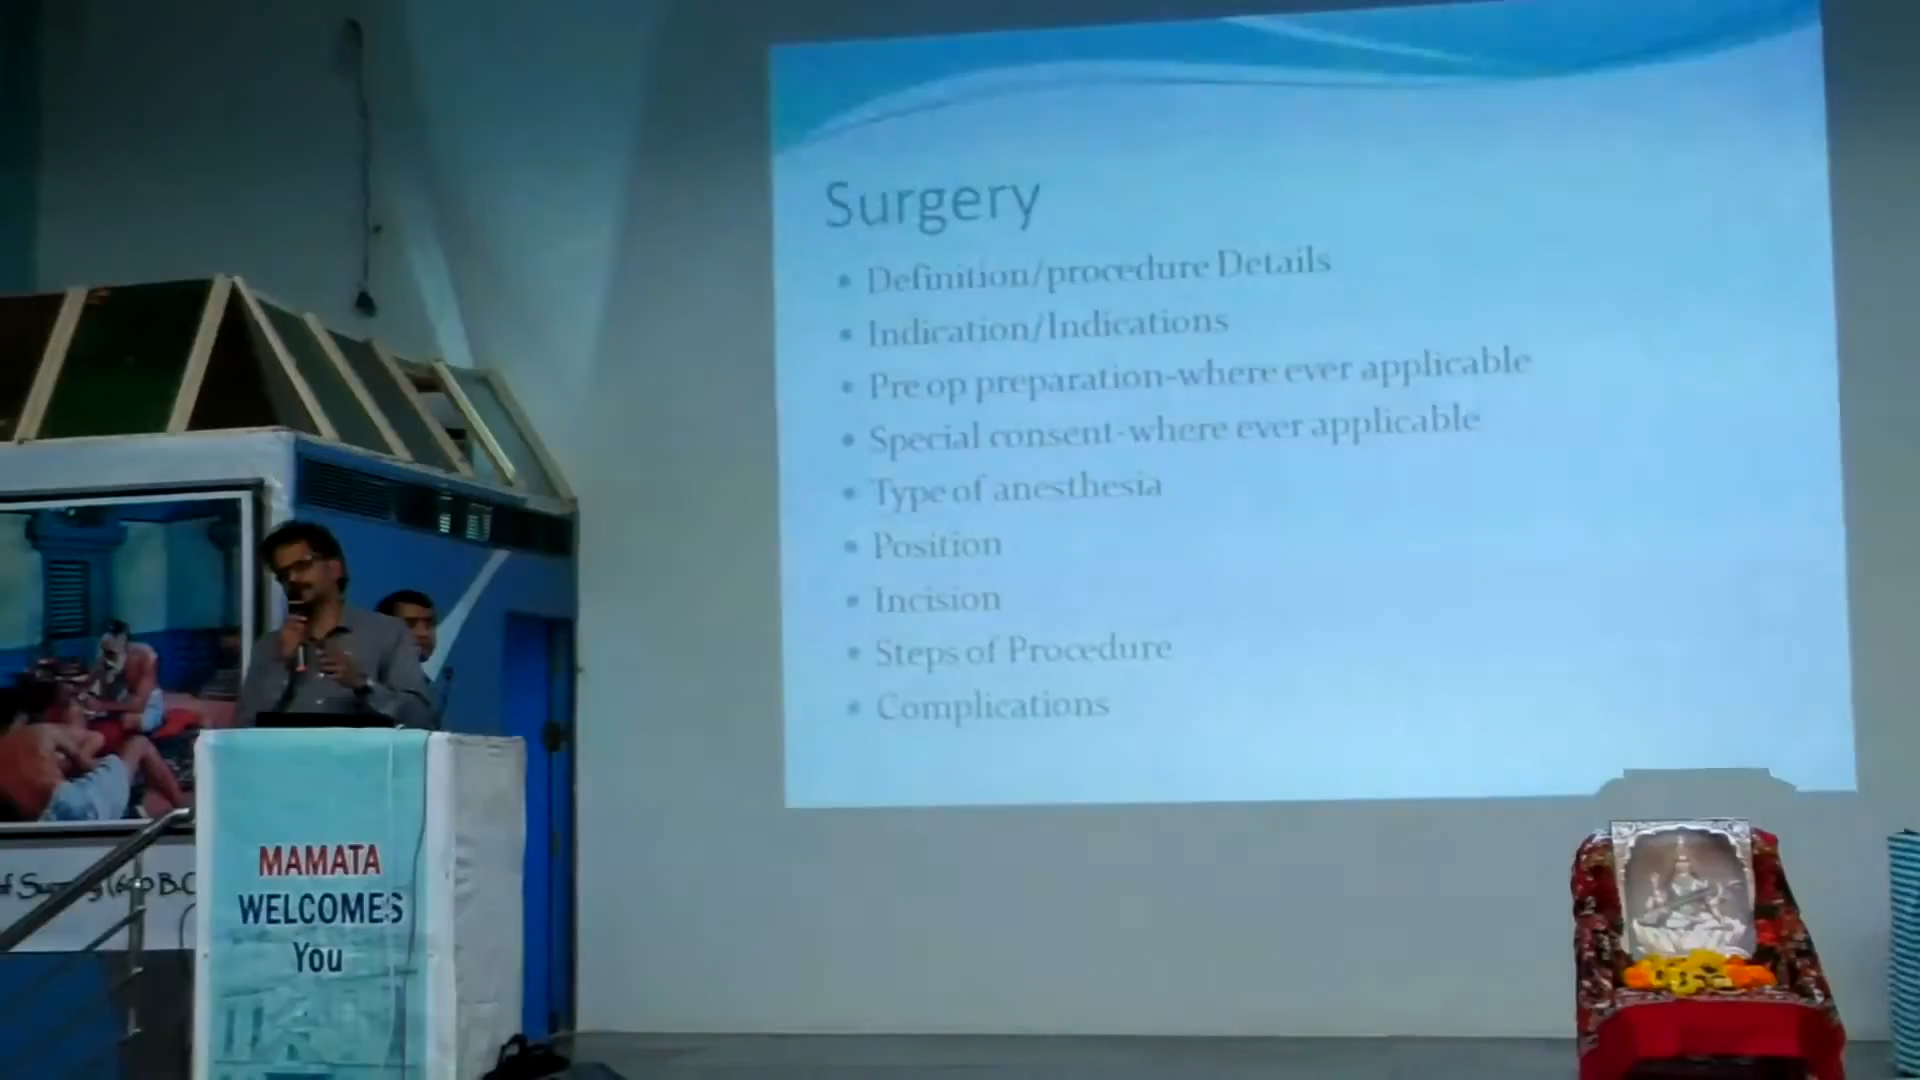 Surgery
Definition/procedure Details
Indication/Indications
Pre op preparation-where ever applicable
Special consent-where ever applicable
Type of anesthesia
Position
Incision
Steps of Procedure
Complications
MAMATA
WELCOMES
You